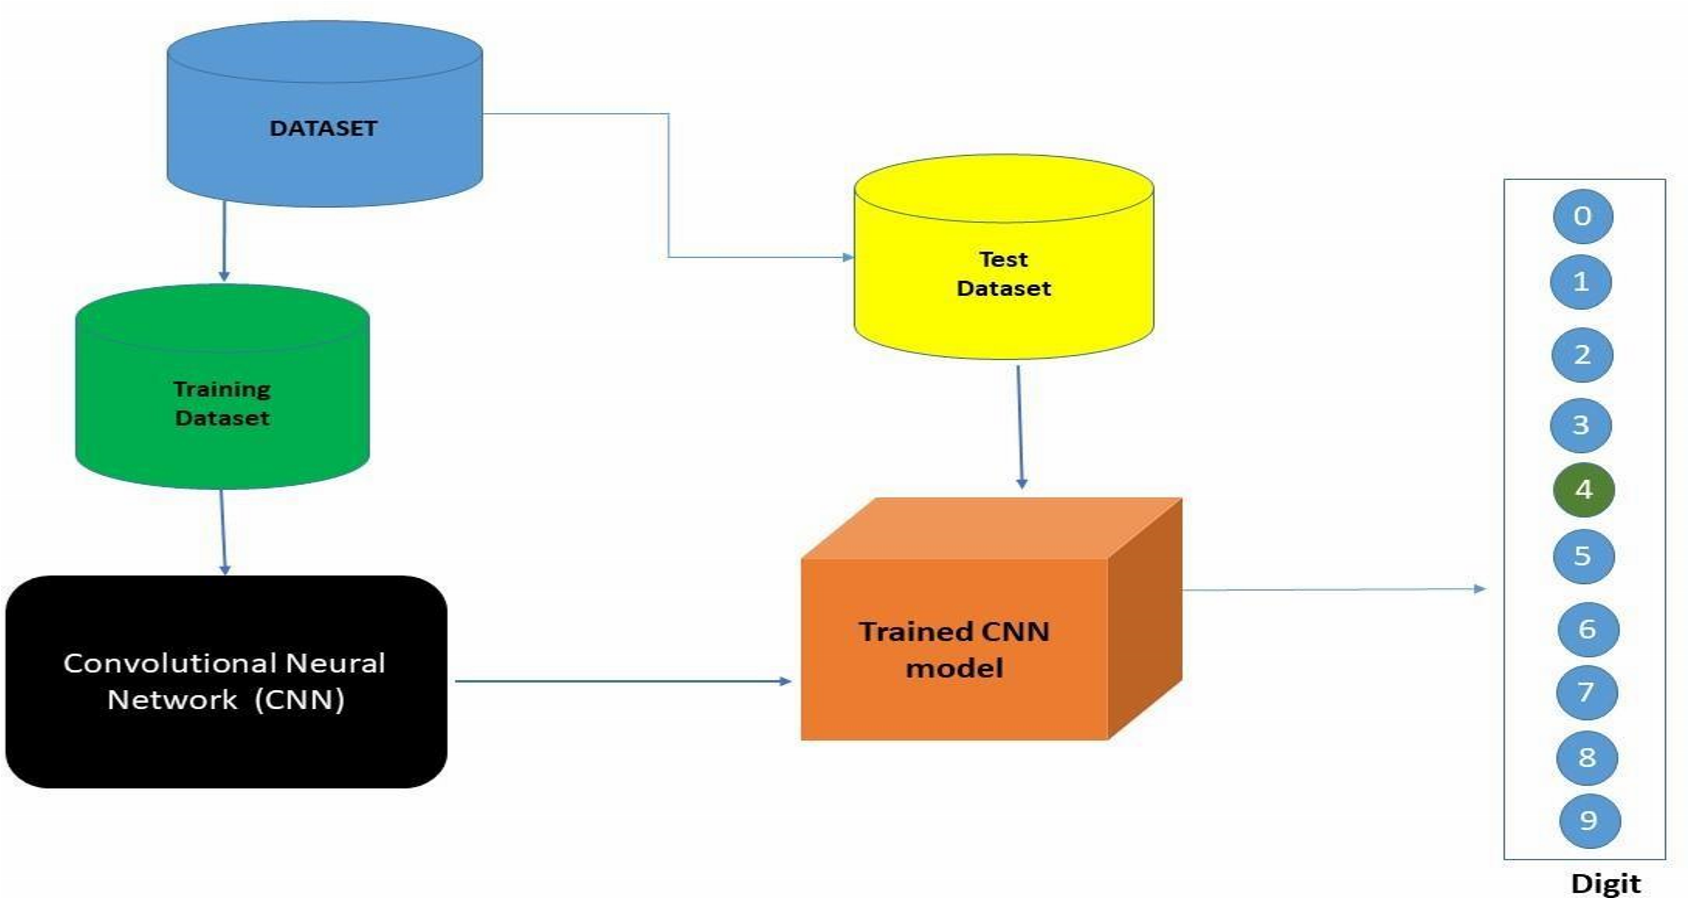 DATASET
Test
Dataset
Training
Dataset
Convolutional Neural
Network (CNN)
Trained CNN
model
0
1
2
3
4
5
6
7
8
9
Digit